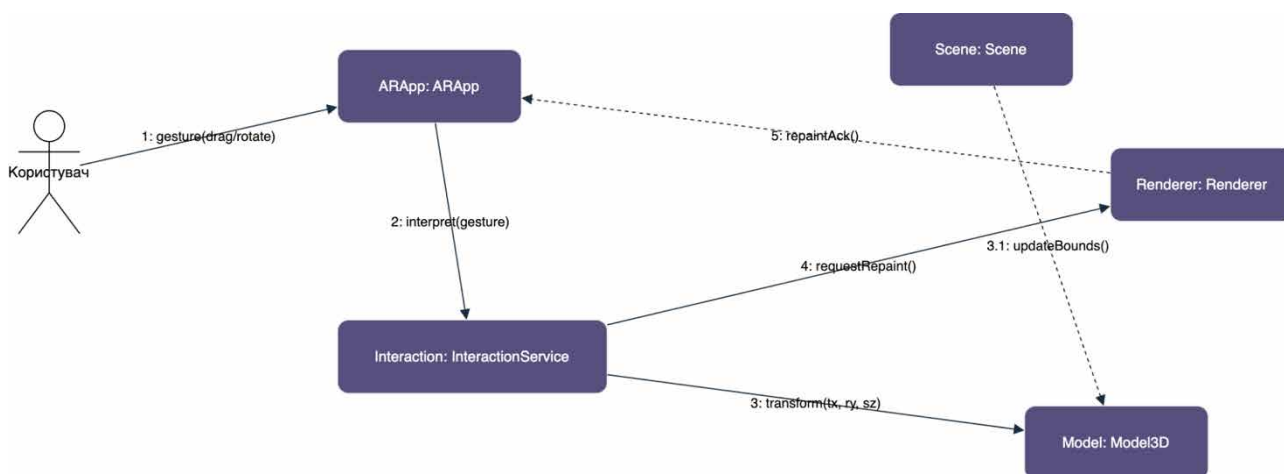 Scene: Scene
ARApp: ARApp
1: gesture(drag/rotate)
5: repaintAck()
Користувач
Renderer: Renderer
2: interpret(gesture)
3.1: updateBounds()
4: requestRepaint()
Interaction: InteractionService
3: transform(tx, ry, sz)
Model: Model3D